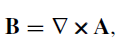 B = ∇ × A,